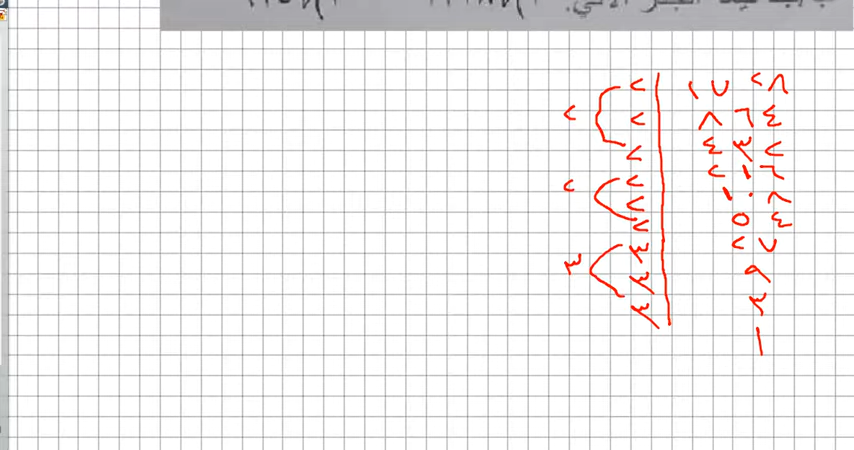 ٢ ١٧٢٨
٢ ٢ ٨٦٤
٢ ٤٣٢
٢ ٢ ٢١٦
٢ ١٠٨
٢ ٥٤
٣ ٢٧
٣ ٣ ٩
٣ ٣
١